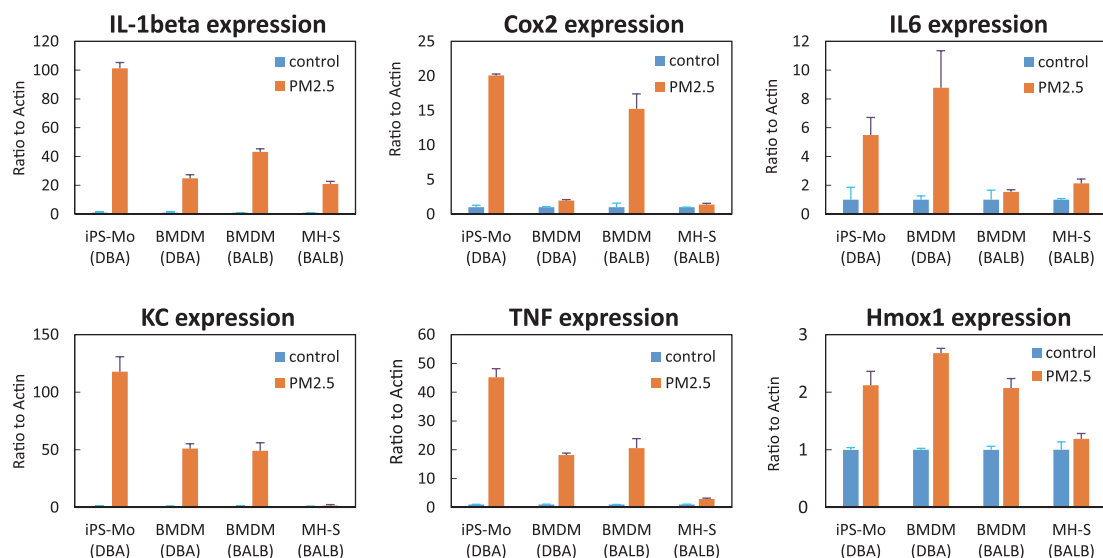 IL-1beta expression
Ratio to Actin
120
100
80
60
40
20
0
control
PM2.5
iPS-Mo BMDM BMDM MH-S
(DBA) (DBA) (BALB) (BALB)
Cox2 expression
Ratio to Actin
25
20
15
10
5
0
control
PM2.5
iPS-Mo BMDM BMDM MH-S
(DBA) (DBA) (BALB) (BALB)
IL6 expression
Ratio to Actin
12
10
8
6
4
2
0
control
PM2.5
iPS-Mo BMDM BMDM MH-S
(DBA) (DBA) (BALB) (BALB)
KC expression
Ratio to Actin
150
100
50
0
control
PM2.5
iPS-Mo BMDM BMDM MH-S
(DBA) (DBA) (BALB) (BALB)
TNF expression
Ratio to Actin
60
50
40
30
20
10
0
control
PM2.5
iPS-Mo BMDM BMDM MH-S
(DBA) (DBA) (BALB) (BALB)
Hmox1 expression
Ratio to Actin
3
2
1
0
control
PM2.5
iPS-Mo BMDM BMDM MH-S
(DBA) (DBA) (BALB) (BALB)